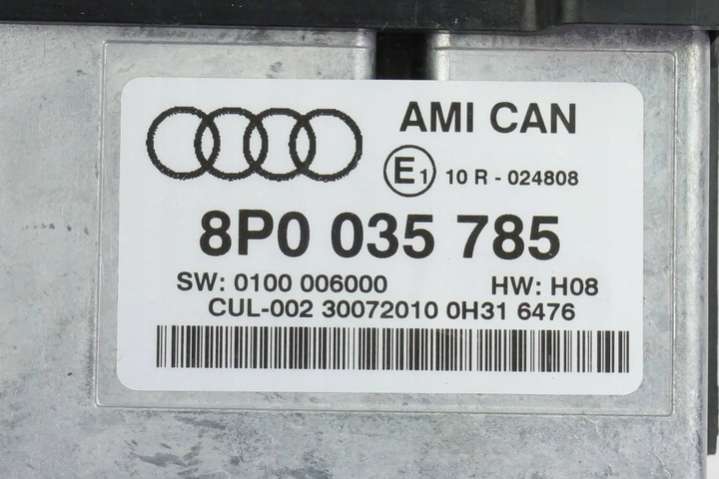 AMI CAN
E1 10 R - 024808
8P0 035 785
SW: 0100 006000 HW: H08
CUL-002 30072010 0H31 6476